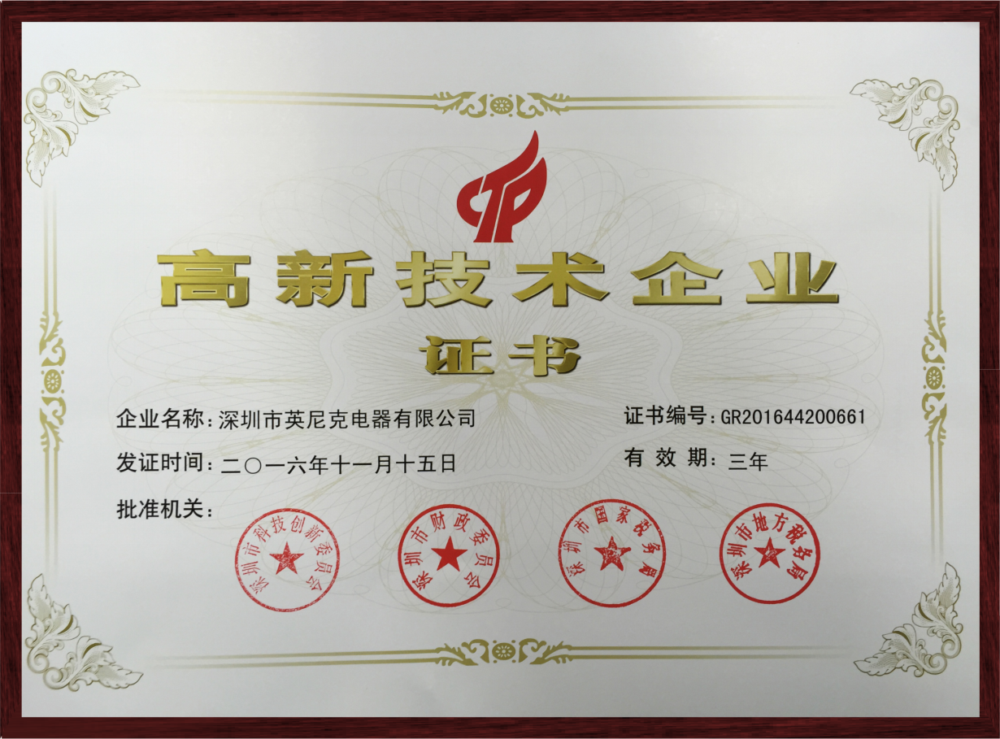 CTP
高新技术企业
证书
企业名称:深圳市英尼克电器有限公司
证书编号:GR201644200661
发证时间:二〇一六年十一月十五日
有 效 期:三年
批准机关:
深圳市科技创新委员会
深圳市财政委员会
深圳市国家税务局
深圳市地方税务局